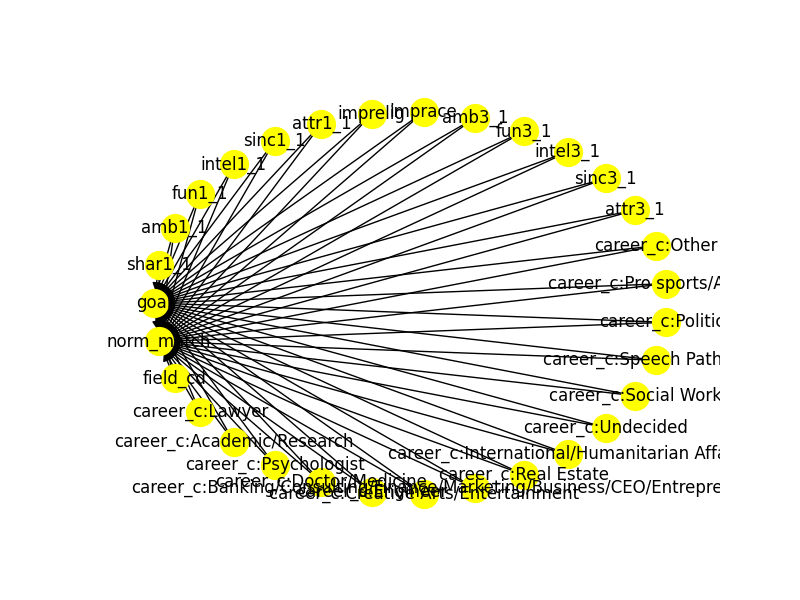 imprelig
imprace
amb3_1
attr1_1
fun3_1
sinc1_1
intel3_1
intel1_1
sinc3_1
fun1_1
attr3_1
amb1_1
career_c:Other
shar1_1
career_c:Pro sports/A
goal
career_c:Politic
norm_match
career_c:Speech Path
field_cd
career_c:Social Work
career_c:Lawyer
career_c:Undecided
career_c:Academic/Research
career_c:International/Humanitarian Affa
career_c:Psychologist
career_c:Real Estate
career_c:Doctor/Medicine
career_c:Banking/Consulting/Finance/Marketing/Business/CEO/Entrepre
career_c:Engineer
career_c:Creative Arts/Entertainment